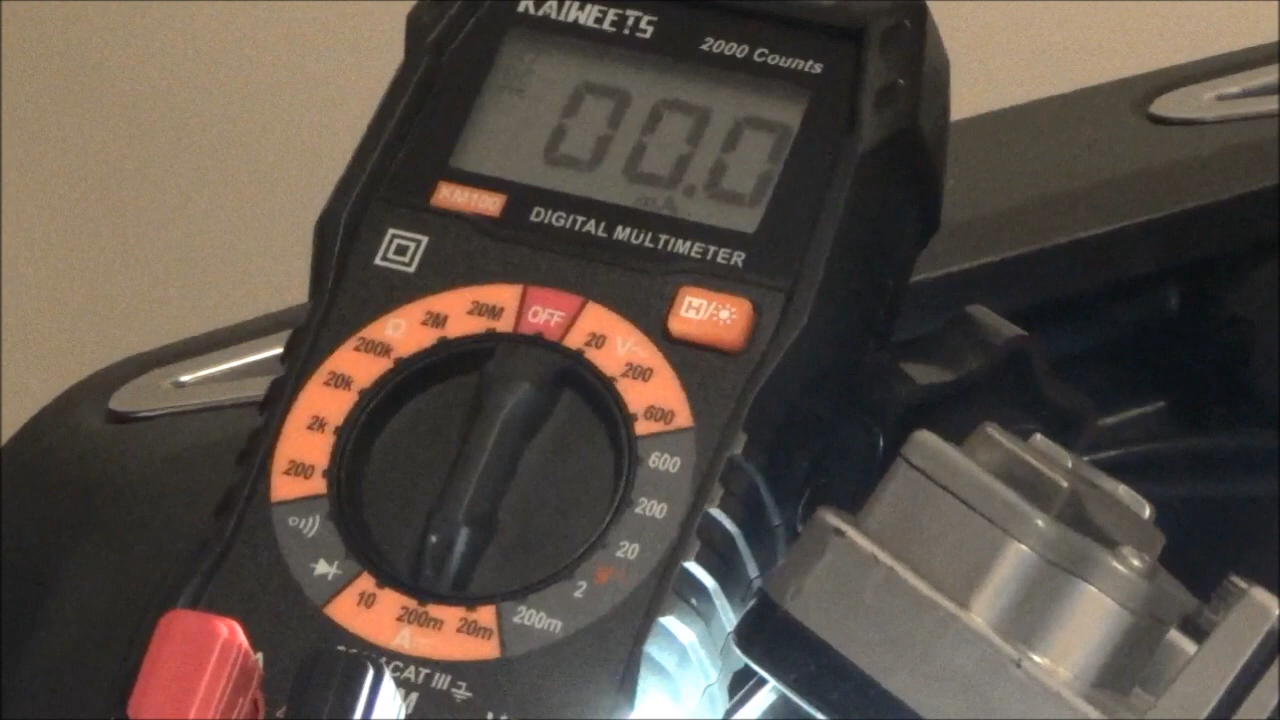 KAIWEETS
2000 Counts
00.0
mA
KM100
DIGITAL MULTIMETER
H/
OFF
20M
2M
Ω
200k
20k
2k
200
20
V~
200
600
600
200
20
2
200m
10
200m
20m
A
CAT III